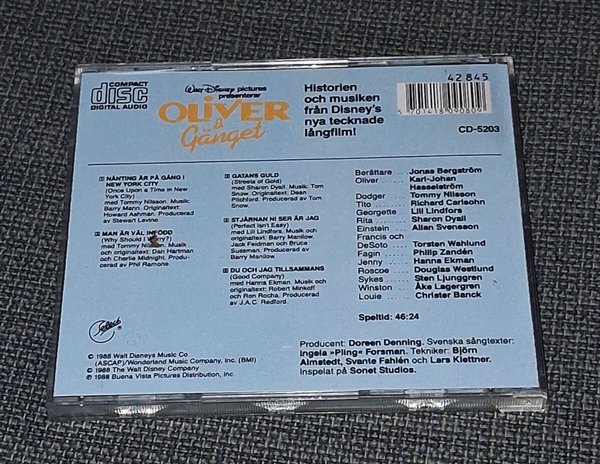 COMPACT
disc
DIGITAL AUDIO
Walt Disney pictures
presenterar
OLIVER
&
Gänget
Historien
och musiken
från Disney's
nya tecknade
långfilm!
42 845
5701418090809
CD-5203
NÅNTING ÄR PÅ GÅNG I
NEW YORK CITY
(Once Upon a Time in New
York City)
med Tommy Nilsson. Musik:
Barry Mann. Originaltext:
Howard Ashman. Producerad
av Stewart Levine
MAN ÄR VÄL INFÖDD
(Why Should I Worry?)
med Tommy Nilsson. Musik
och originaltext: Dan Hartman
och Charlie Midnight. Produ-
cerad av Phil Ramone
GATANS GULD
(Streets of Gold)
med Sharon Dyall. Musik: Tom
Snow. Originaltext: Dean
Pitchford. Producerad av Tom
Snow.
STJÄRNAN NI SER ÄR JAG
(Perfect Isn't Easy)
med Lill Lindfors. Musik och
originaltext: Barry Manilow,
Jack Feldman och Bruce
Sussman. Producerad av
Barry Manilow.
DU OCH JAG TILLSAMMANS
(Good Company)
med Hanna Ekman. Musik och
originaltext: Robert Minkoff
och Ron Rocha. Producerad
av J.A.C. Redford.
Berättare Jonas Bergström
Oliver Karl-Johan
Hasselström
Dodger Tommy Nilsson
Tito Richard Carlsohn
Georgette Lill Lindfors
Rita Sharon Dyall
Einstein Allan Svensson
Francis och
DeSoto Torsten Wahlund
Fagin Philip Zandén
Jenny Hanna Ekman
Roscoe Douglas Westlund
Sykes Sten Ljunggren
Winston Åke Lagergren
Louie Christer Banck
Speltid: 46:24
Select
© 1988 Walt Disneys Music Co
(ASCAP)/Wonderland Music Company, Inc. (BMI)
© 1988 The Walt Disney Company
© 1988 Buena Vista Pictures Distribution, Inc.
Producent: Doreen Denning. Svenska sångtexter:
Ingela »Pling« Forsman. Tekniker: Björn
Almstedt, Svante Fahlén och Lars Klettner.
Inspelat på Sonet Studios.